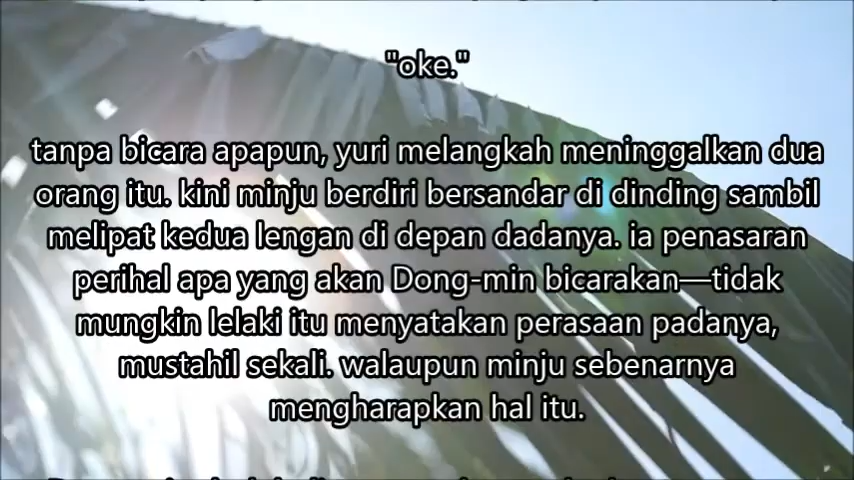 "oke."
tanpa bicara apapun, yuri melangkah meninggalkan dua
orang itu. kini minju berdiri bersandar di dinding sambil
melipat kedua lengan di depan dadanya. ia penasaran
perihal apa yang akan Dong-min bicarakan—tidak
mungkin lelaki itu menyatakan perasaan padanya,
mustahil sekali. walaupun minju sebenarnya
mengharapkan hal itu.